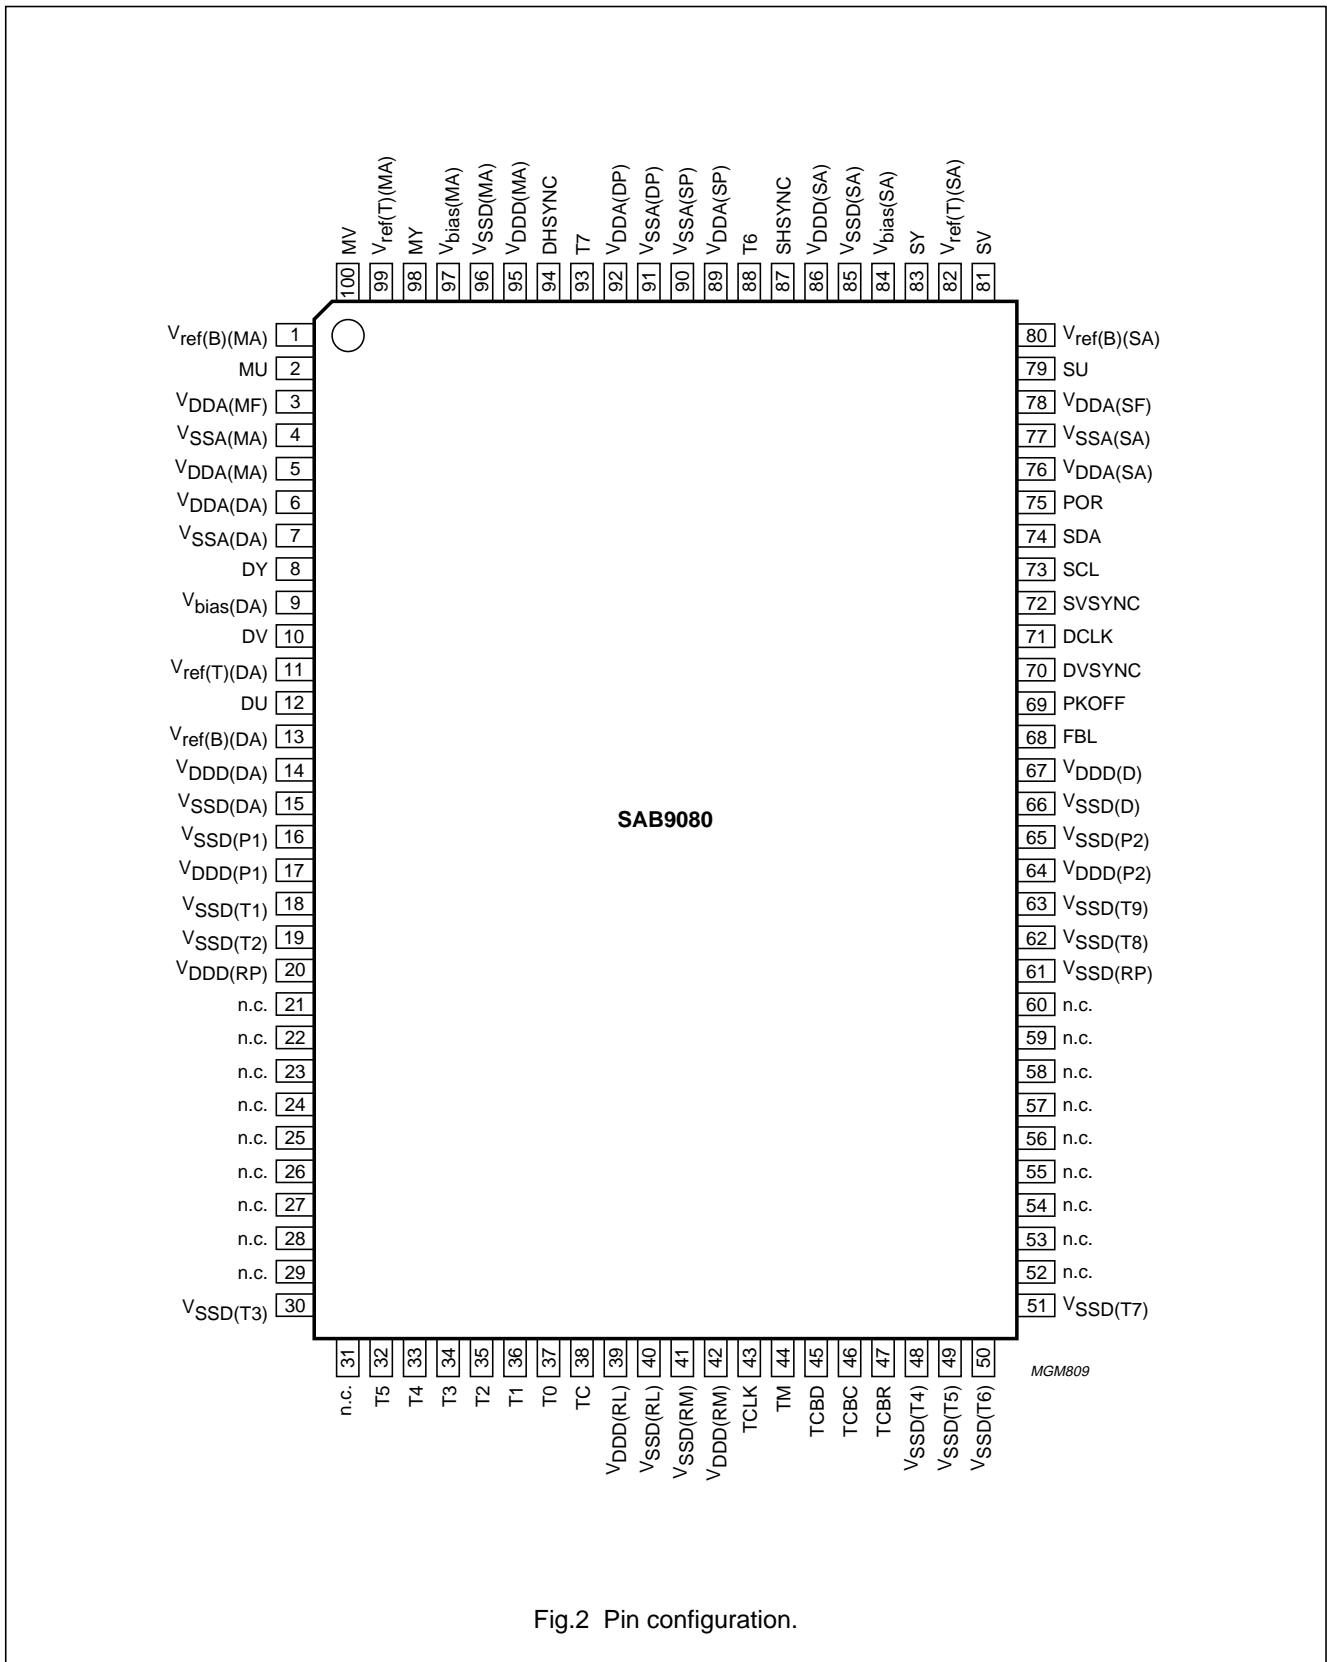 MV
Vref(T)(MA)
MY
Vbias(MA)
VSSD(MA)
VDDD(MA)
DHSYNC
T7
VDDA(DP)
VSSA(DP)
VSSA(SP)
VDDA(SP)
T6
SHSYNC
VDDD(SA)
VSSD(SA)
Vbias(SA)
SY
Vref(T)(SA)
SV
100 99 98 97 96 95 94 93 92 91 90 89 88 87 86 85 84 83 82 81
Vref(B)(MA) 1
MU 2
VDDA(MF) 3
VSSA(MA) 4
VDDA(MA) 5
VDDA(DA) 6
VSSA(DA) 7
DY 8
Vbias(DA) 9
DV 10
Vref(T)(DA) 11
DU 12
Vref(B)(DA) 13
VDDD(DA) 14
VSSD(DA) 15
VSSD(P1) 16
VDDD(P1) 17
VSSD(T1) 18
VSSD(T2) 19
VDDD(RP) 20
n.c. 21
n.c. 22
n.c. 23
n.c. 24
n.c. 25
n.c. 26
n.c. 27
n.c. 28
n.c. 29
VSSD(T3) 30
SAB9080
80 Vref(B)(SA)
79 SU
78 VDDA(SF)
77 VSSA(SA)
76 VDDA(SA)
75 POR
74 SDA
73 SCL
72 SVSYNC
71 DCLK
70 DVSYNC
69 PKOFF
68 FBL
67 VDDD(D)
66 VSSD(D)
65 VSSD(P2)
64 VDDD(P2)
63 VSSD(T9)
62 VSSD(T8)
61 VSSD(RP)
60 n.c.
59 n.c.
58 n.c.
57 n.c.
56 n.c.
55 n.c.
54 n.c.
53 n.c.
52 n.c.
51 VSSD(T7)
31 32 33 34 35 36 37 38 39 40 41 42 43 44 45 46 47 48 49 50
n.c.
T5
T4
T3
T2
T1
T0
TC
VDDD(RL)
VSSD(RL)
VSSD(RM)
VDDD(RM)
TCLK
TM
TCBD
TCBC
TCBR
VSSD(T4)
VSSD(T5)
VSSD(T6)
MGM809
Fig.2 Pin configuration.